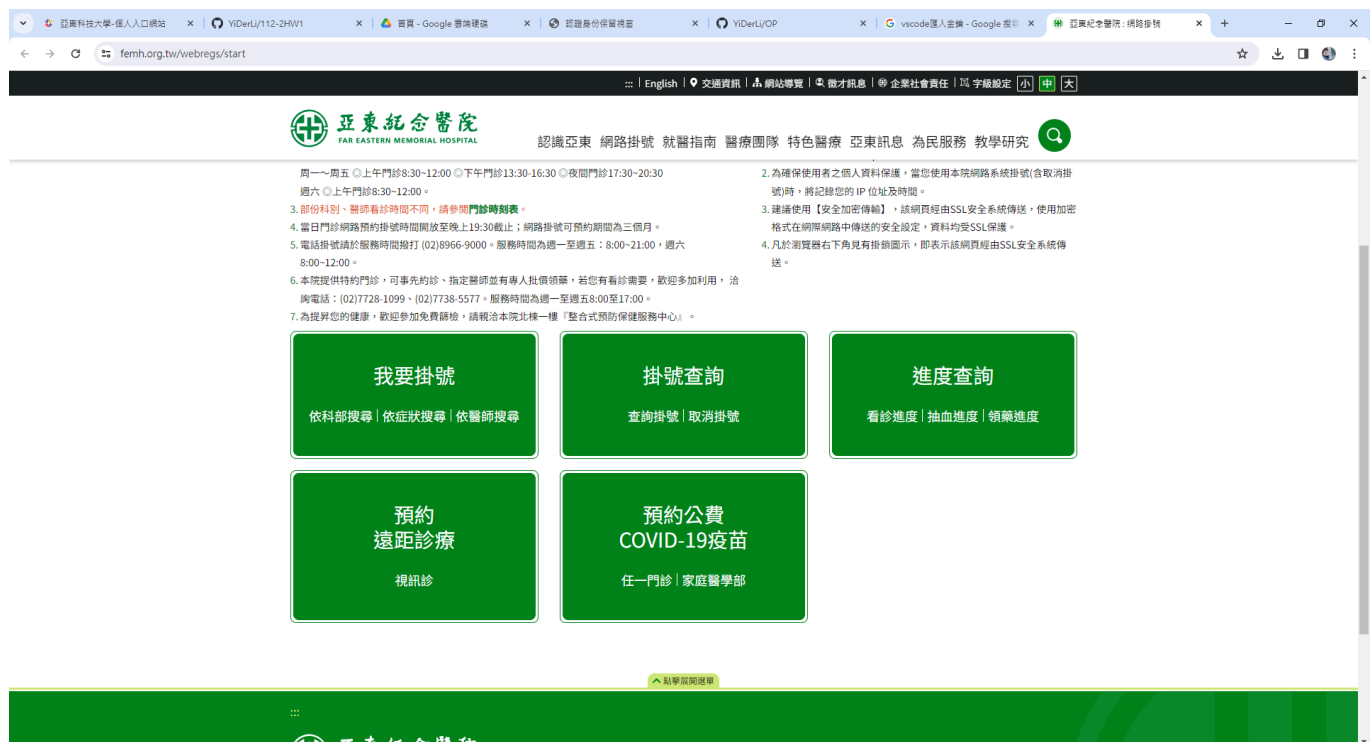 亞東科技大學-個人入口網站
YiDerLi/112-2HW1
首頁 - Google 雲端硬碟
認證身份保留視窗
YiDerLi/OP
vscode匯入金鑰 - Google 搜尋
亞東紀念醫院 : 網路掛號
femh.org.tw/webregs/start
::: | English | 交通資訊 | 網站導覽 | 徵才訊息 | 企業社會責任 | 字級設定 小 中 大
亞東紀念醫院
FAR EASTERN MEMORIAL HOSPITAL
認識亞東 網路掛號 就醫指南 醫療團隊 特色醫療 亞東訊息 為民服務 教學研究
周一～周五 ◎上午門診8:30~12:00 ◎下午門診13:30-16:30 ◎夜間門診17:30~20:30
週六 ◎上午門診8:30~12:00。
3. 部份科別、醫師看診時間不同，請參閱門診時刻表。
4. 當日門診網路預約掛號時間開放至晚上19:30截止；網路掛號可預約期間為三個月。
5. 電話掛號請於服務時間撥打 (02)8966-9000。服務時間為週一至週五：8:00~21:00，週六
8:00~12:00。
6. 本院提供特約門診，可事先約診、指定醫師並有專人批價領藥，若您有看診需要，歡迎多加利用， 洽
詢電話：(02)7728-1099、(02)7738-5577。服務時間為週一至週五8:00至17:00。
7. 為提昇您的健康，歡迎參加免費篩檢，請親洽本院北棟一樓『整合式預防保健服務中心』。
2. 為確保使用者之個人資料保護，當您使用本院網路系統掛號(含取消掛
號)時，將記錄您的 IP 位址及時間。
3. 建議使用【安全加密傳輸】，該網頁經由SSL安全系統傳送，使用加密
格式在網際網路中傳送的安全設定，資料均受SSL保護。
4. 凡於瀏覽器右下角見有掛鎖圖示，即表示該網頁經由SSL安全系統傳
送。
我要掛號
依科部搜尋 | 依症狀搜尋 | 依醫師搜尋
掛號查詢
查詢掛號 | 取消掛號
進度查詢
看診進度 | 抽血進度 | 領藥進度
預約
遠距診療
視訊診
預約公費
COVID-19疫苗
任一門診 | 家庭醫學部
點擊展開選單
:::
亞東紀念醫院